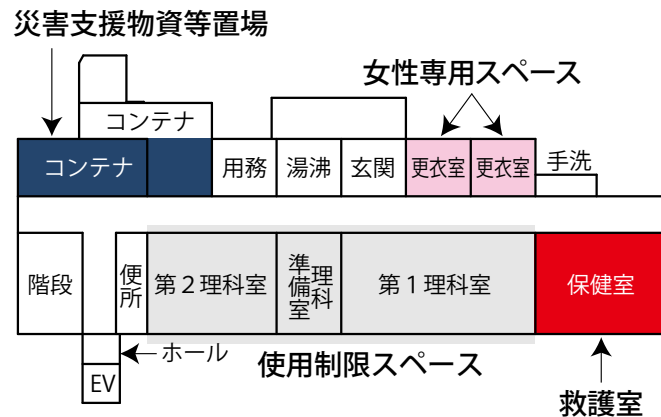 災害支援物資等置場
女性専用スペース
コンテナ
コンテナ
用務
湯沸
玄関
更衣室
更衣室
手洗
階段
便所
第2理科室
理科準備室
第1理科室
保健室
ホール
使用制限スペース
EV
救護室